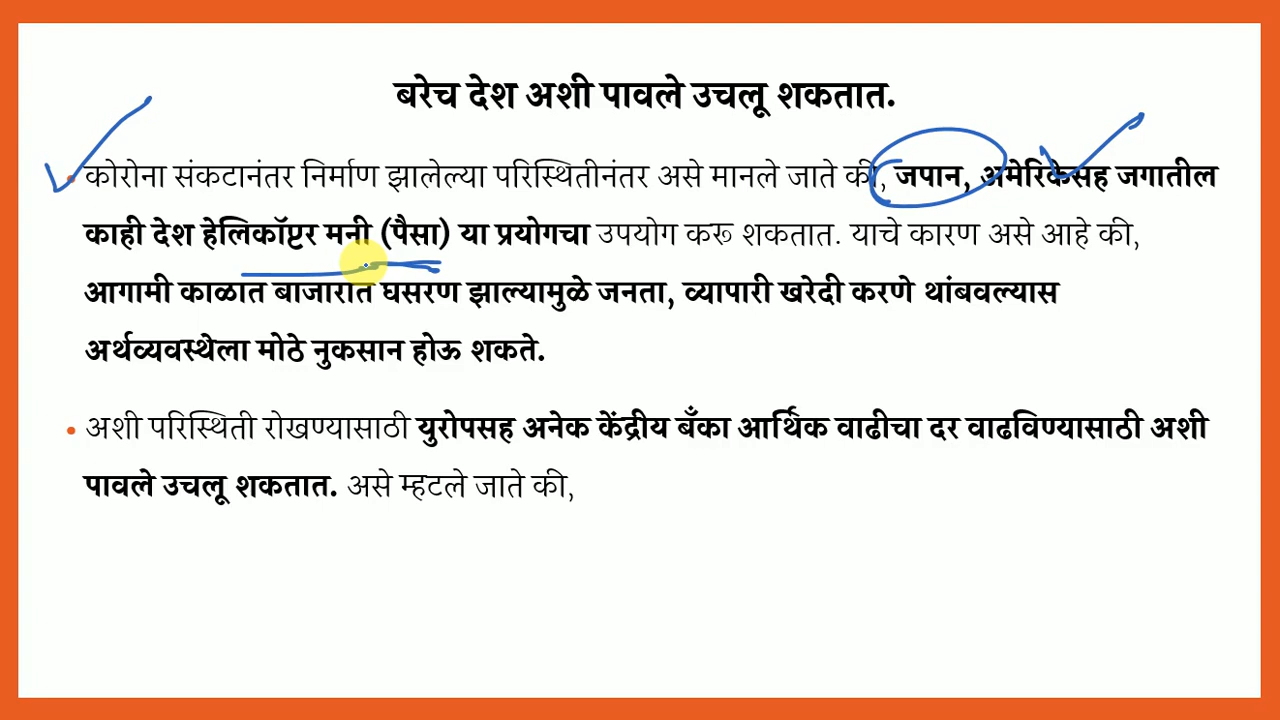 बरेच देश अशी पावले उचलू शकतात.
• कोरोना संकटानंतर निर्माण झालेल्या परिस्थितीनंतर असे मानले जाते की, जपान, अमेरिकेसह जगातील
काही देश हेलिकॉप्टर मनी (पैसा) या प्रयोगचा उपयोग करू शकतात. याचे कारण असे आहे की,
आगामी काळात बाजारात घसरण झाल्यामुळे जनता, व्यापारी खरेदी करणे थांबवल्यास
अर्थव्यवस्थेला मोठे नुकसान होऊ शकते.
• अशी परिस्थिती रोखण्यासाठी युरोपसह अनेक केंद्रीय बँका आर्थिक वाढीचा दर वाढविण्यासाठी अशी
पावले उचलू शकतात. असे म्हटले जाते की,